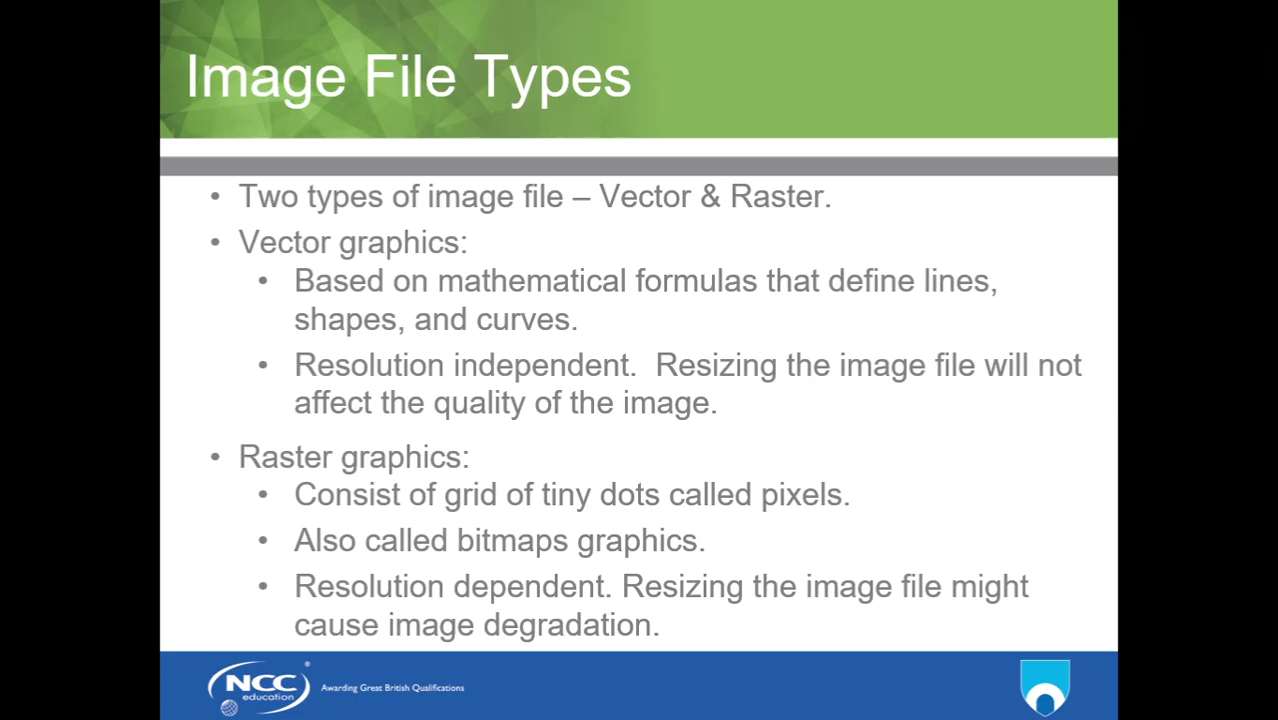 Image File Types
• Two types of image file – Vector & Raster.
• Vector graphics:
• Based on mathematical formulas that define lines,
shapes, and curves.
• Resolution independent.  Resizing the image file will not
affect the quality of the image.
• Raster graphics:
• Consist of grid of tiny dots called pixels.
• Also called bitmaps graphics.
• Resolution dependent. Resizing the image file might
cause image degradation.
NCC ®
education
Awarding Great British Qualifications